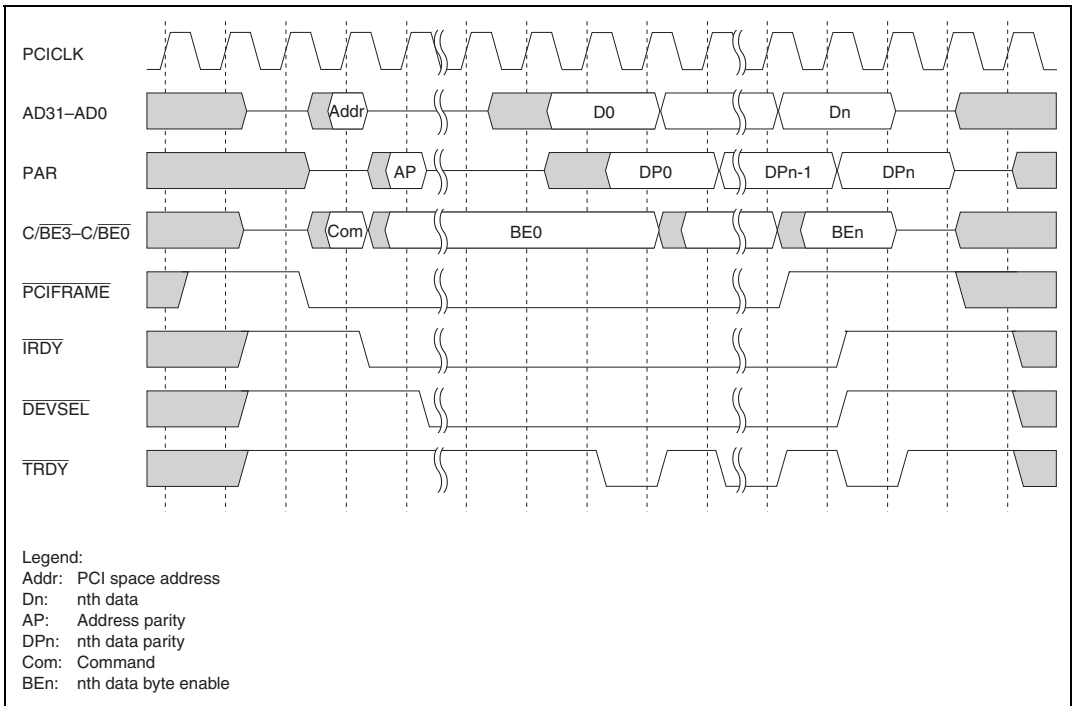 PCICLK
AD31–AD0 Addr D0 Dn
PAR AP DP0 DPn-1 DPn
C/BE3–C/BE0 Com BE0 BEn
PCIFRAME
IRDY
DEVSEL
TRDY
Legend:
Addr: PCI space address
Dn: nth data
AP: Address parity
DPn: nth data parity
Com: Command
BEn: nth data byte enable